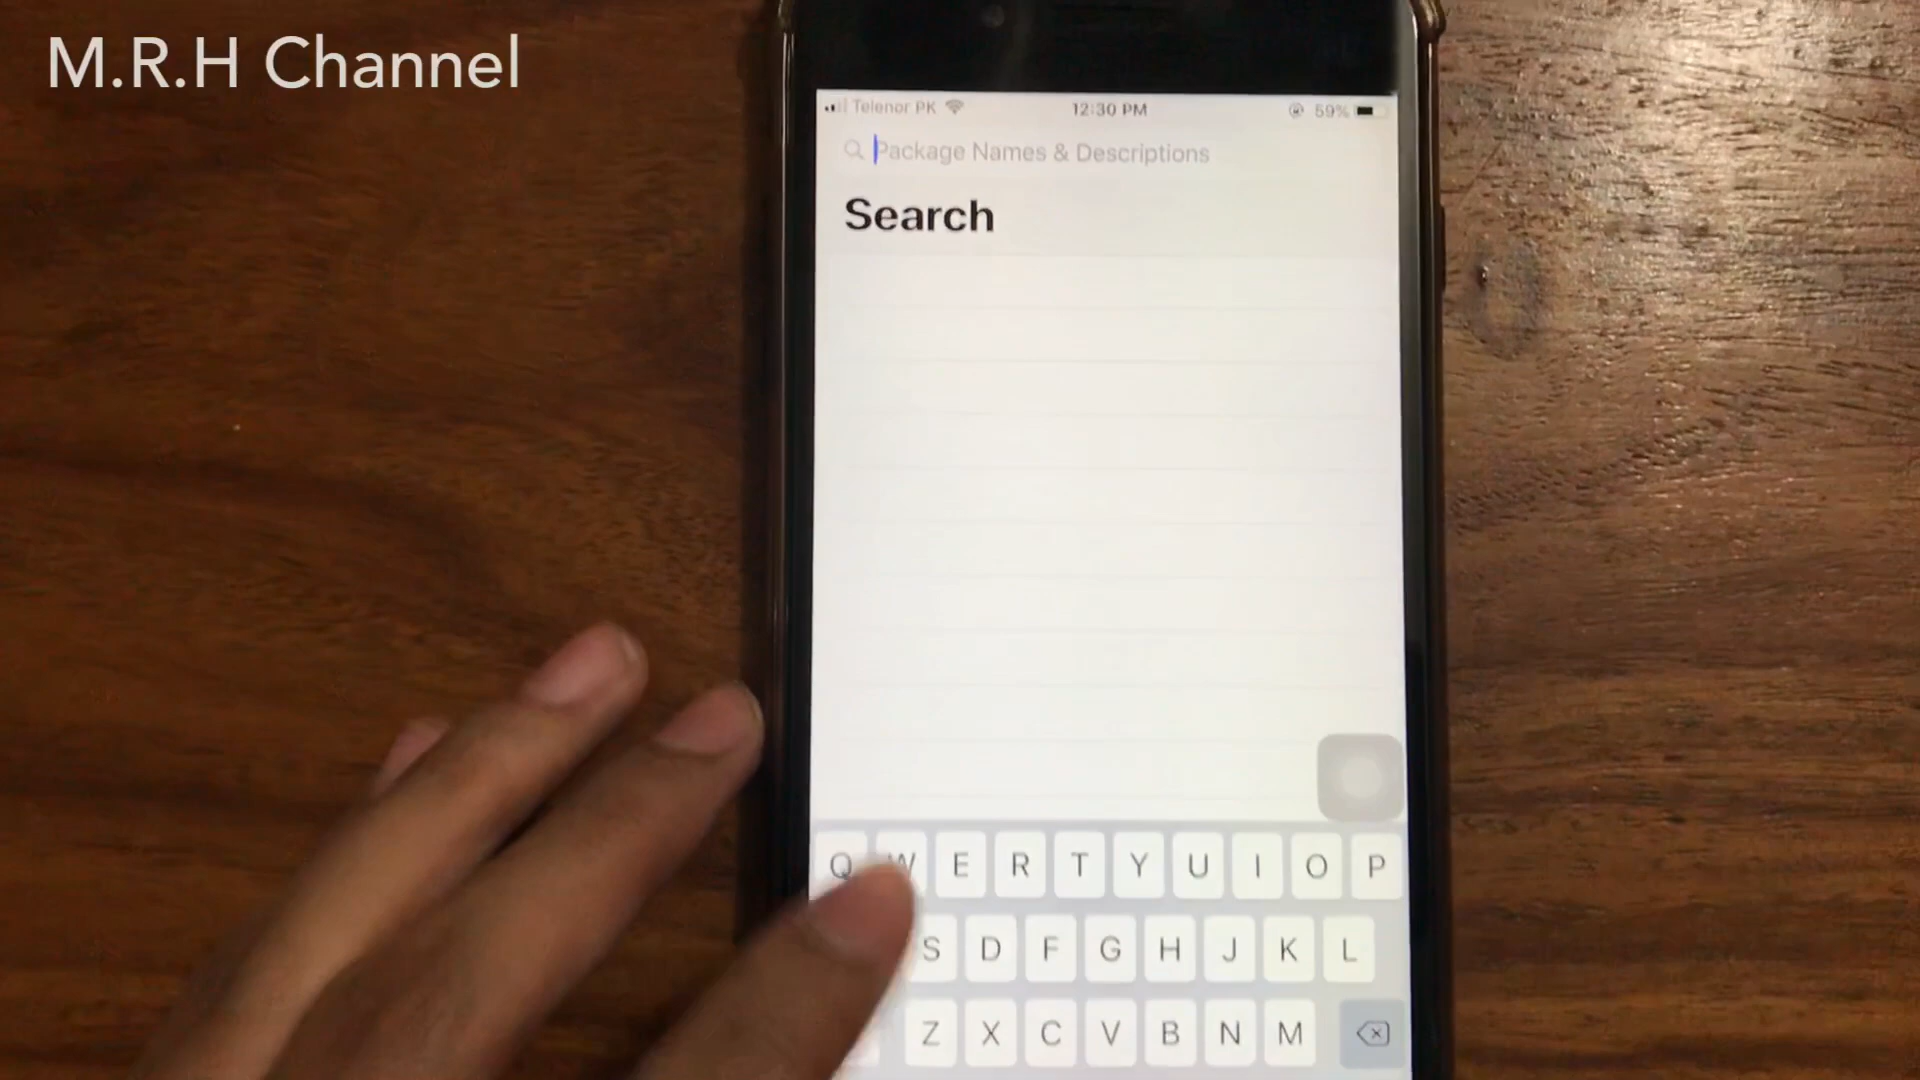 M.R.H Channel
Telenor PK
12:30 PM
59%
Package Names & Descriptions
Search
Q W E R T Y U I O P
S D F G H J K L
Z X C V B N M